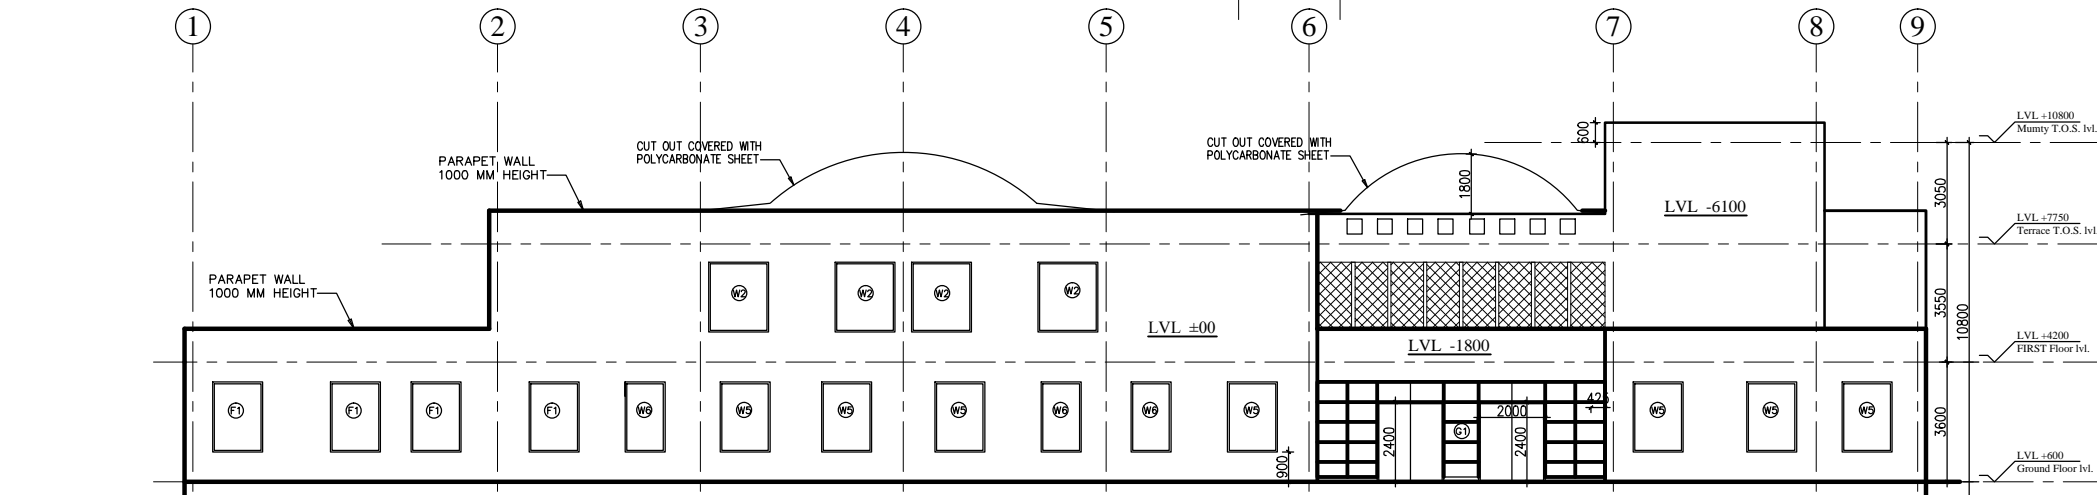 1 2 3 4 5 6 7 8 9
LVL +10800
Mumty T.O.S. lvl.
600
CUT OUT COVERED WITH
POLYCARBONATE SHEET
CUT OUT COVERED WITH
POLYCARBONATE SHEET
PARAPET WALL
1000 MM HEIGHT
1800
3050
LVL -6100
LVL +7750
Terrace T.O.S. lvl.
PARAPET WALL
1000 MM HEIGHT
W2 W2 W2 W2
3550
10800
LVL ±00
LVL -1800
LVL +4200
FIRST Floor lvl.
F1 F1 F1 F1 W6 W5 W5 W5 W6 W6 W5
2000
425
W5 W5 W5
G1
2400
2400
3600
900
LVL +600
Ground Floor lvl.